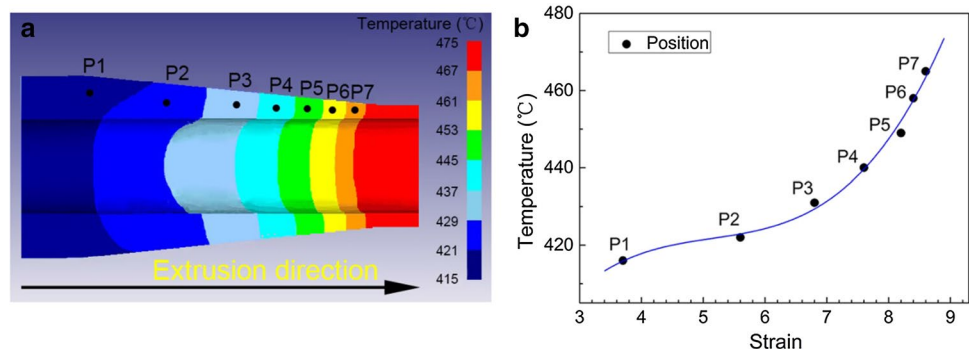 a
Temperature (℃)
475
467
461
453
445
437
429
421
415
P1
P2
P3
P4
P5
P6
P7
Extrusion direction
b
Position
480
460
440
420
Temperature (°C)
P1
P2
P3
P4
P5
P6
P7
3
4
5
6
7
8
9
Strain